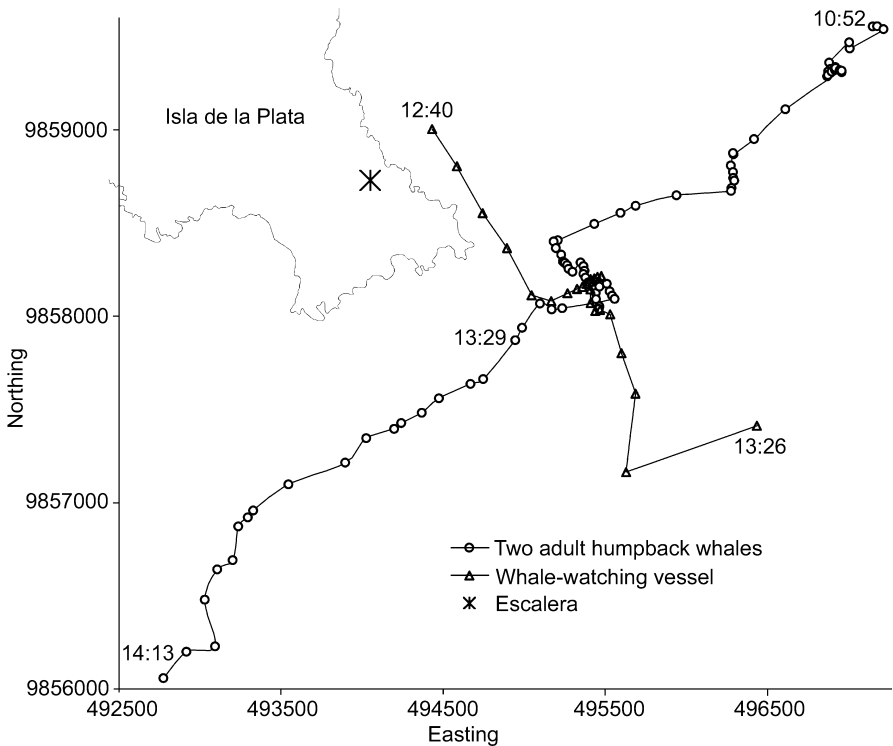 10:52
Isla de la Plata
12:40
9859000
9858000
13:29
Northing
13:26
9857000
Two adult humpback whales
Whale-watching vessel
Escalera
14:13
9856000
492500
493500
494500
495500
496500
Easting